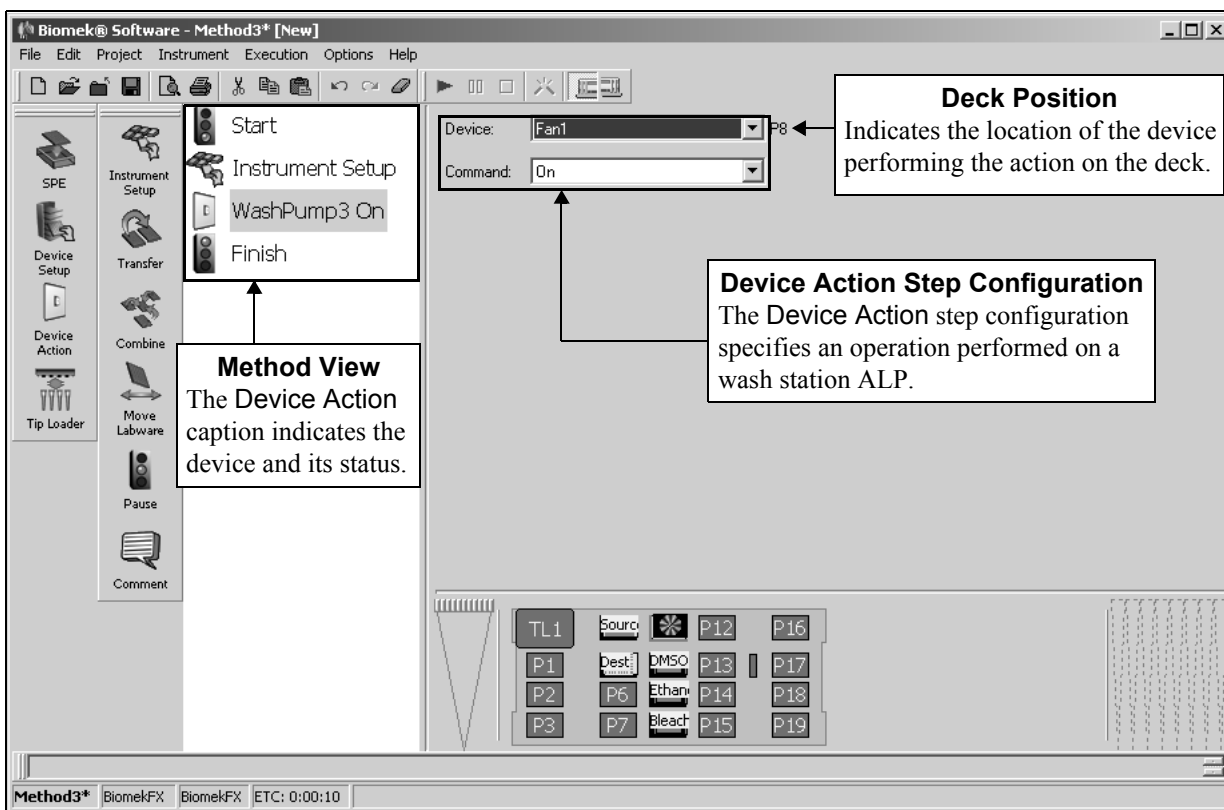 Biomek® Software - Method3* [New]
File Edit Project Instrument Execution Options Help
SPE
Device
Setup
Device
Action
Tip Loader
Instrument
Setup
Transfer
Combine
Move
Labware
Pause
Comment
Start
Instrument Setup
WashPump3 On
Finish
Method View
The Device Action
caption indicates the
device and its status.
Device: Fan1 P8
Command: On
Deck Position
Indicates the location of the device
performing the action on the deck.
Device Action Step Configuration
The Device Action step configuration
specifies an operation performed on a
wash station ALP.
TL1 Sourc P12 P16
P1 Dest DMSO P13 P17
P2 P6 Ethan P14 P18
P3 P7 Bleach P15 P19
Method3* BiomekFX BiomekFX ETC: 0:00:10